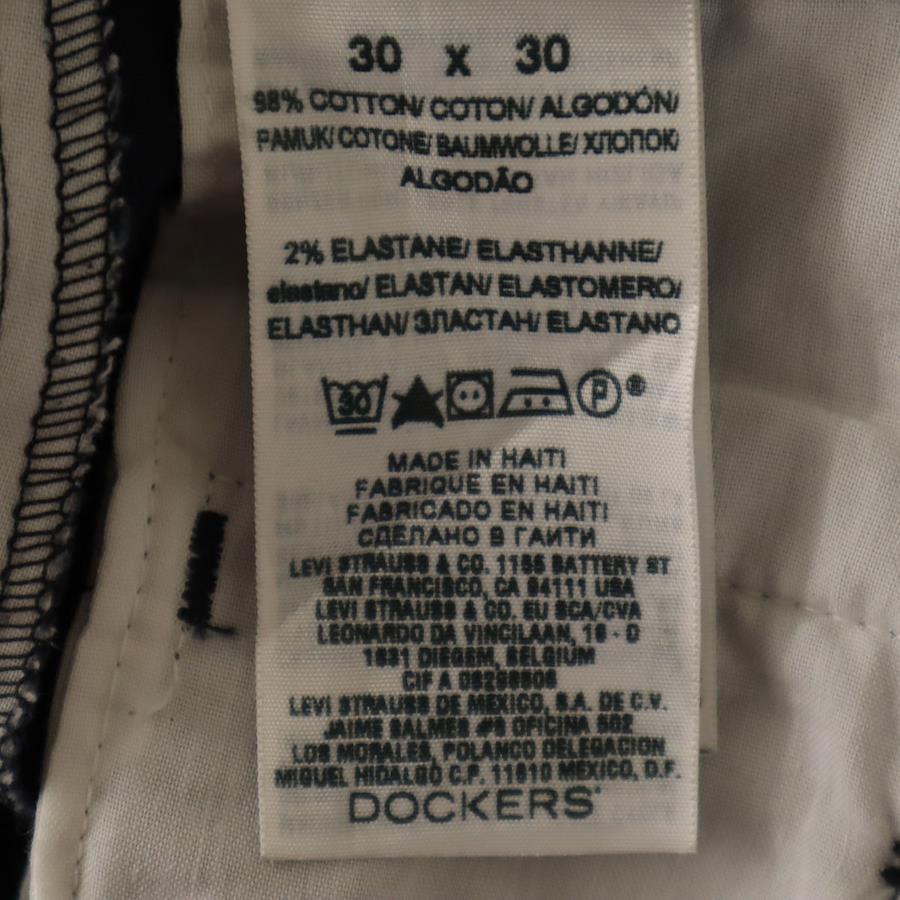 30 x 30
98% COTTON/ COTON/ ALGODÓN/
PAMUK/ COTONE/ BAUMWOLLE/ ХЛОПОК/
ALGODÃO
2% ELASTANE/ ELASTHANNE/
elastano/ ELASTAN/ ELASTOMERO/
ELASTHAN/ ЭЛАСТАН/ ELASTANO
30 P ®
MADE IN HAITI
FABRIQUE EN HAITI
FABRICADO EN HAITI
СДЕЛАНО В ГАИТИ
LEVI STRAUSS & CO. 1155 BATTERY ST
SAN FRANCISCO, CA 94111 USA
LEVI STRAUSS & CO. EU SCA/CVA
LEONARDO DA VINCILAAN, 19 - D
1831 DIEGEM, BELGIUM
CIF A
LEVI STRAUSS DE MEXICO, S.A. DE C.V.
JAIME BALMES #8 OFICINA 502
LOS MORALES, POLANCO DELEGACION
MIGUEL HIDALGO C.P. 11510 MEXICO, D.F.
DOCKERS®